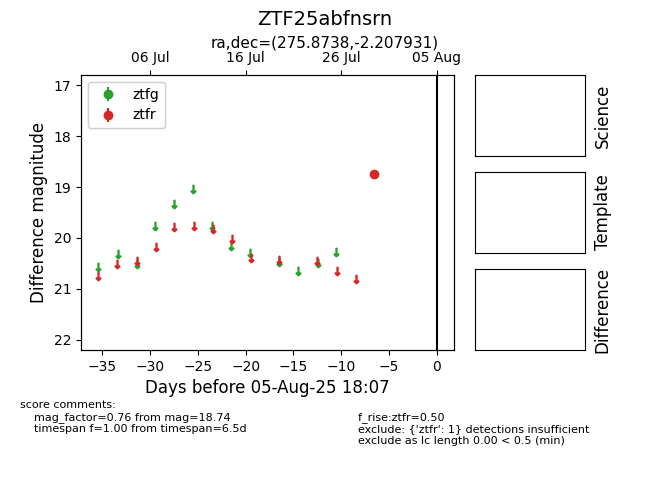 ZTF25abfnsrn
ra,dec=(275.8738,-2.207931)
06 Jul 16 Jul 26 Jul 05 Aug
ztfg
ztfr
17
18
19
20
21
22
Difference magnitude
−35 −30 −25 −20 −15 −10 −5 0
Days before 05-Aug-25 18:07
Science
Template
Difference
score comments:
mag_factor=0.76 from mag=18.74
timespan f=1.00 from timespan=6.5d
f_rise:ztfr=0.50
exclude: {'ztfr': 1} detections insufficient
exclude as lc length 0.00 < 0.5 (min)